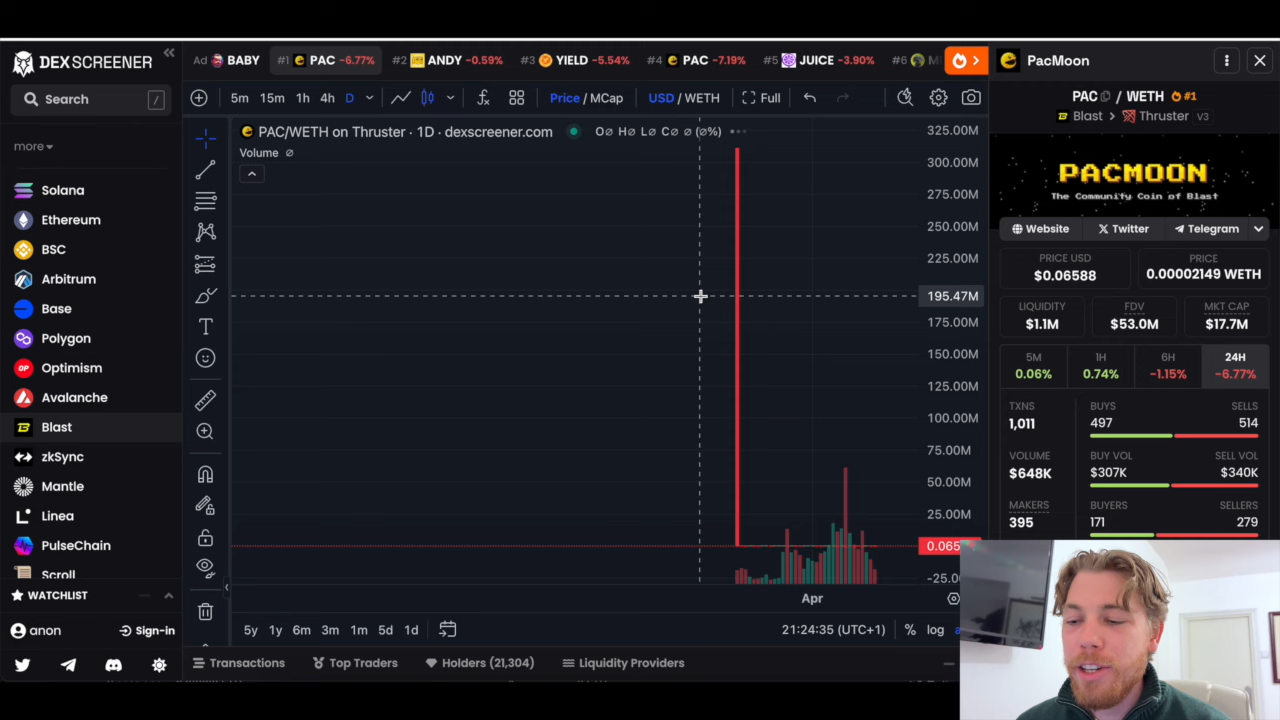 DEXSCREENER
Search /
more
Solana
Ethereum
BSC
Arbitrum
Base
Polygon
Optimism
Avalanche
Blast
zkSync
Mantle
Linea
PulseChain
Scroll
WATCHLIST
anon Sign-in
Ad BABY #1 PAC -6.77% #2 ANDY -0.59% #3 YIELD -5.54% #4 PAC -7.19% #5 JUICE -3.90% #6
5m 15m 1h 4h D Price / MCap USD / WETH Full
PAC/WETH on Thruster · 1D · dexscreener.com O∅ H∅ L∅ C∅ ∅ (∅%)
Volume ∅
325.00M
300.00M
275.00M
250.00M
225.00M
195.47M
175.00M
150.00M
125.00M
100.00M
75.00M
50.00M
25.00M
0.065
-25.0
Apr
5y 1y 6m 3m 1m 5d 1d 21:24:35 (UTC+1) % log
Transactions Top Traders Holders (21,304) Liquidity Providers
PacMoon
PAC / WETH #1
Blast > Thruster V3
PACMOON
The Community Coin of Blast
Website Twitter Telegram
PRICE USD
$0.06588
PRICE
0.00002149 WETH
LIQUIDITY
$1.1M
FDV
$53.0M
MKT CAP
$17.7M
5M
0.06%
1H
0.74%
6H
-1.15%
24H
-6.77%
TXNS
1,011
BUYS SELLS
497 514
VOLUME
$648K
BUY VOL SELL VOL
$307K $340K
MAKERS
395
BUYERS SELLERS
171 279